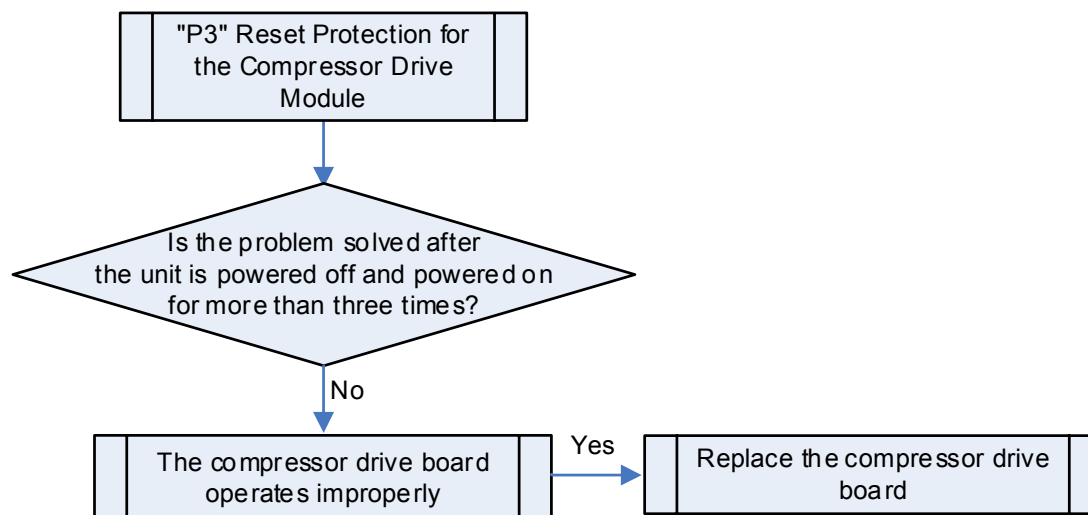 "P3" Reset Protection for
the Compressor Drive
Module
Is the problem solved after
the unit is powered off and powered on
for more than three times?
No
The compressor drive board
operates improperly
Yes
Replace the compressor drive
board